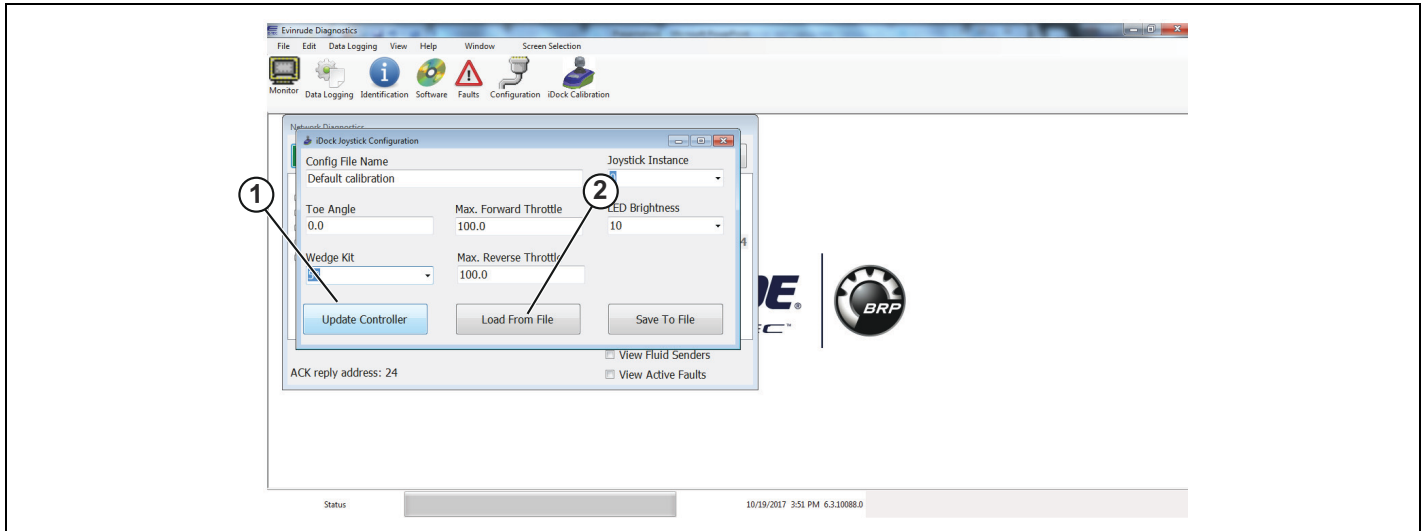 Evinrude Diagnostics
File Edit Data Logging View Help Window Screen Selection
Monitor Data Logging Identification Software Faults Configuration iDock Calibration
Network Diagnostics
iDock Joystick Configuration
Config File Name Joystick Instance
Default calibration
1 2
Toe Angle Max. Forward Throttle LED Brightness
0.0 100.0 10
4
Wedge Kit Max. Reverse Throttle
100.0
Update Controller Load From File Save To File
BRP
View Fluid Senders
ACK reply address: 24 View Active Faults
Status 10/19/2017 3:51 PM 6.3.10088.0